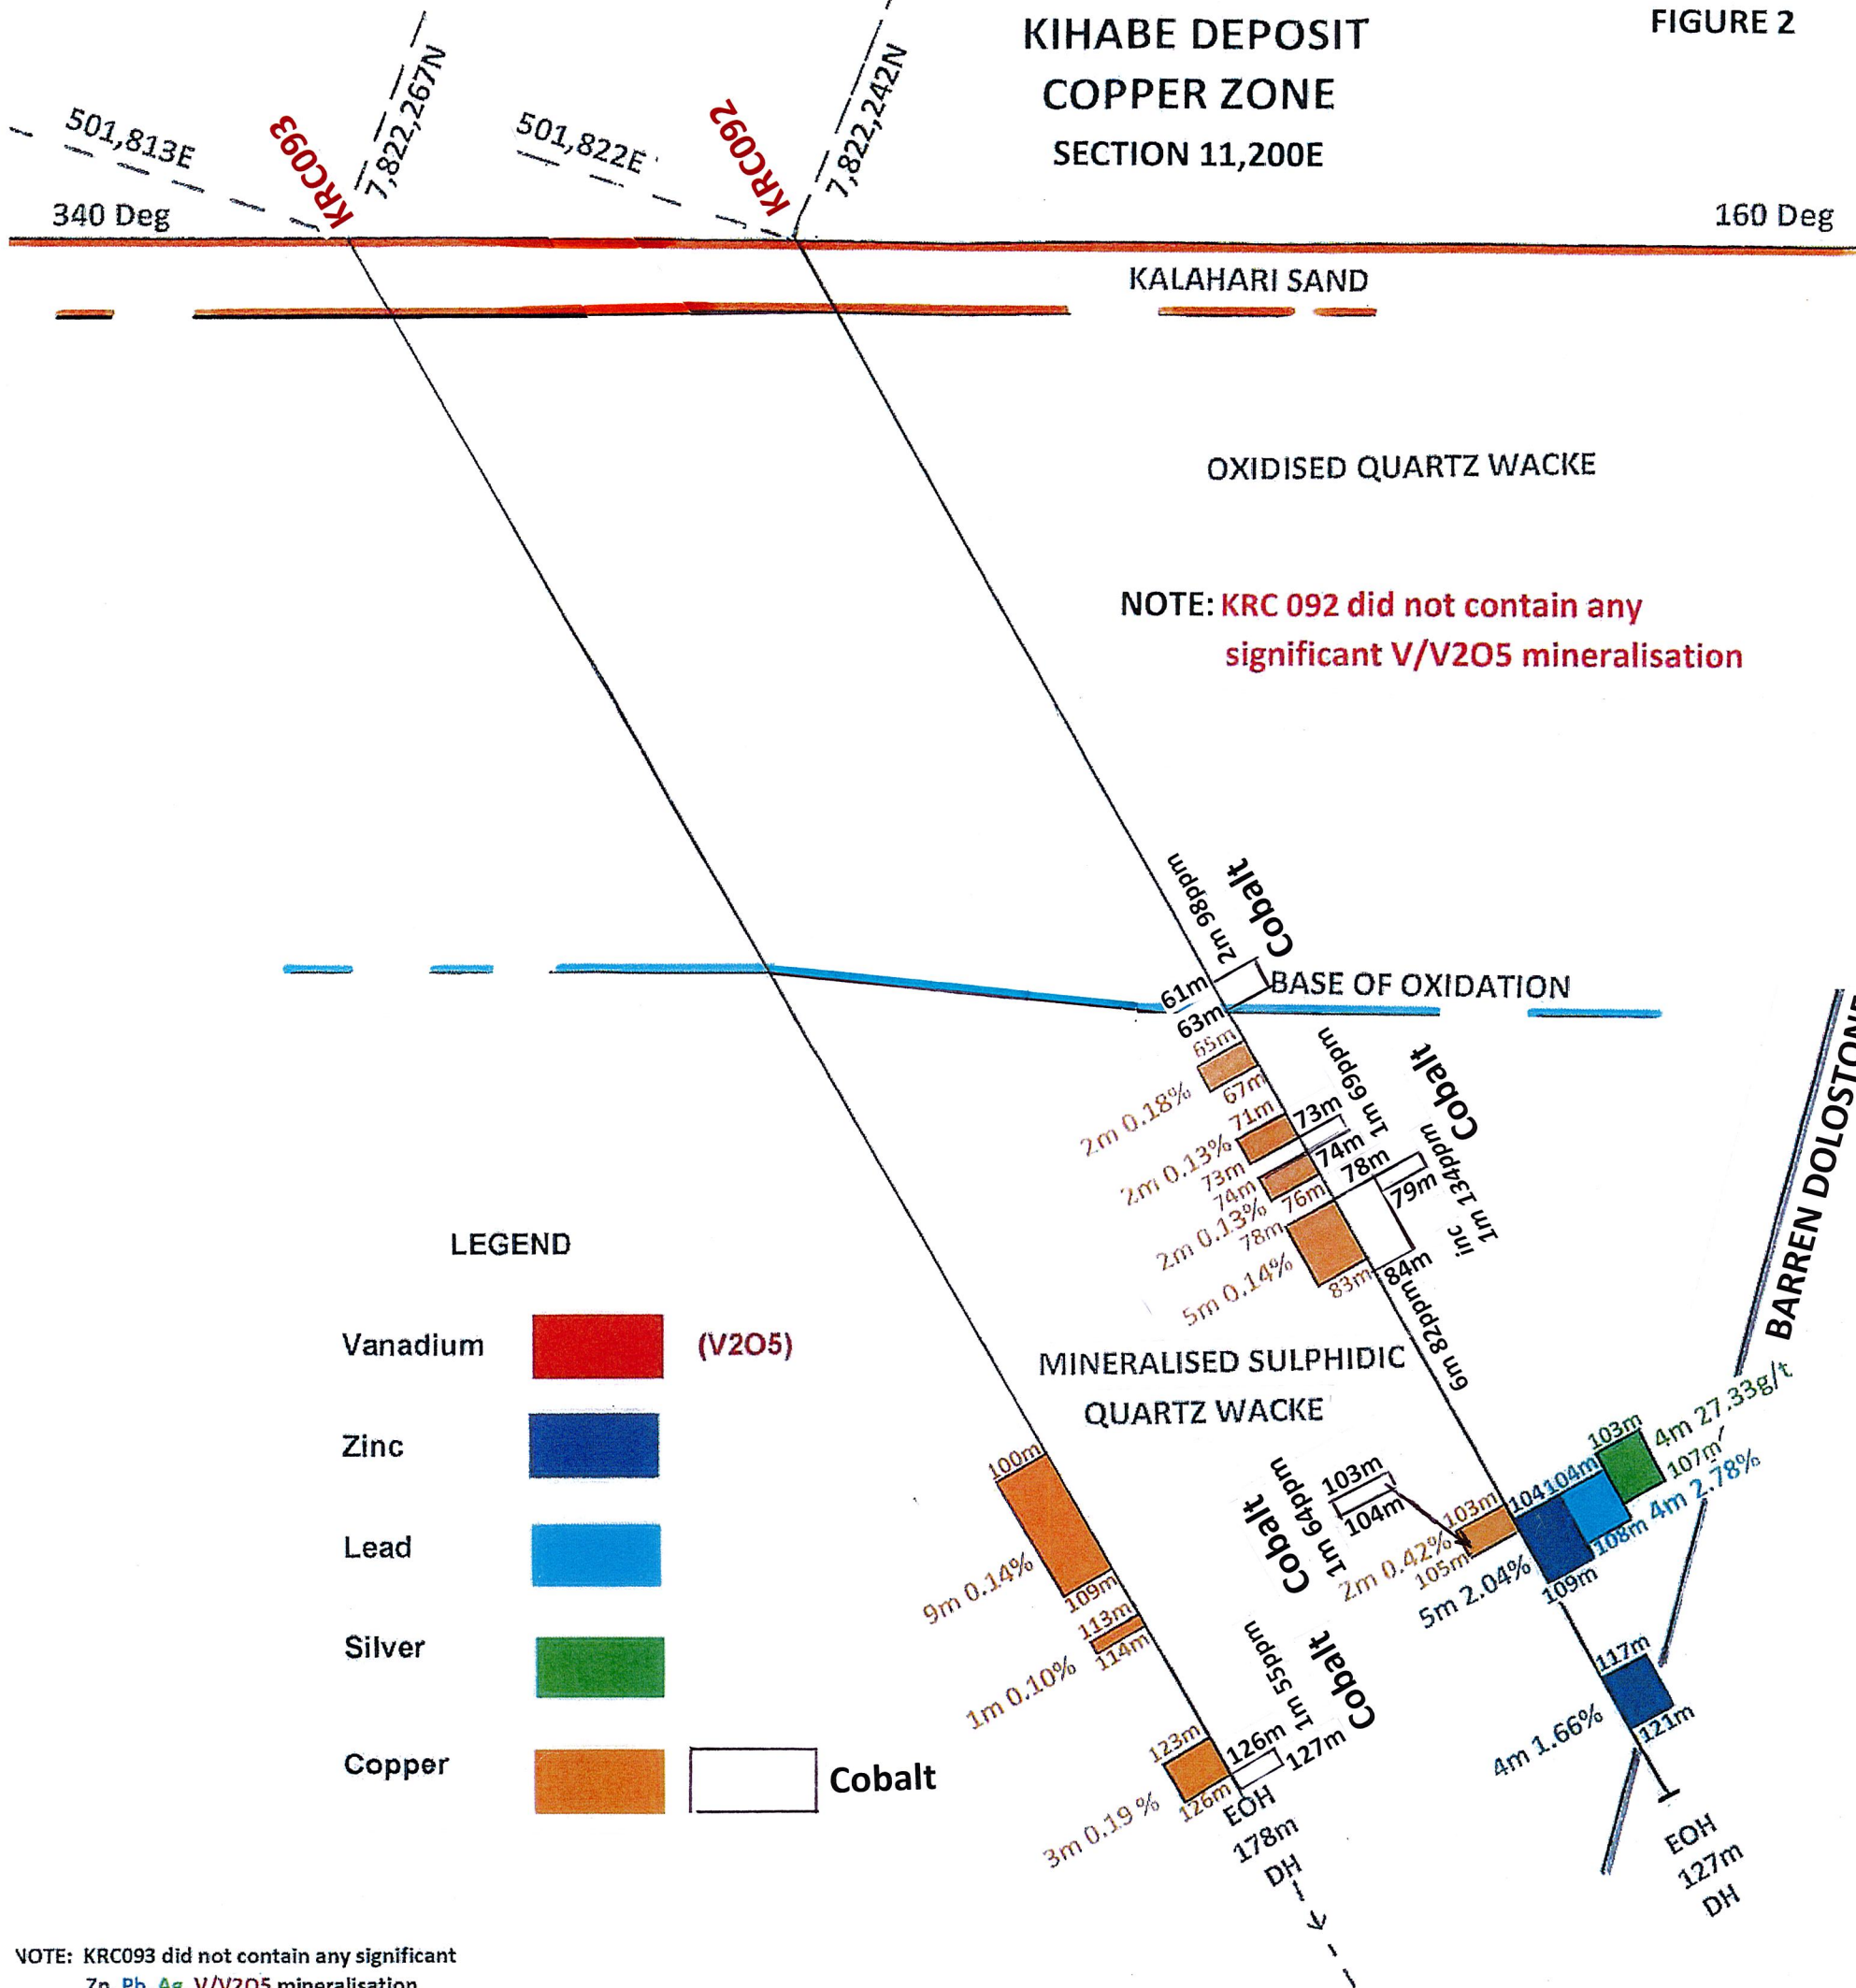 KIHABE DEPOSIT
COPPER ZONE
SECTION 11,200E
FIGURE 2
501,813E
KRC093
7,822,267N
501,822E
KRC092
7,822,242N
340 Deg
160 Deg
KALAHARI SAND
OXIDISED QUARTZ WACKE
NOTE: KRC 092 did not contain any
significant V/V2O5 mineralisation
2m 98ppm
Cobalt
61m
BASE OF OXIDATION
63m
65m
67m
2m 0.18%
71m
73m
1m 69ppm
Cobalt
2m 0.13%
73m
74m
74m
76m
2m 0.13%
78m
79m
inc
1m 134ppm
78m
83m
84m
5m 0.14%
6m 82ppm
BARREN DOLOSTONE
MINERALISED SULPHIDIC
QUARTZ WACKE
LEGEND
Vanadium
(V2O5)
Zinc
Lead
Silver
Copper
Cobalt
100m
109m
9m 0.14%
113m
114m
1m 0.10%
123m
126m
3m 0.19 %
126m
127m
1m 55ppm
Cobalt
EOH
178m
DH
103m
104m
1m 64ppm
Cobalt
103m
105m
2m 0.42%
104
109m
5m 2.04%
104m
108m
4m 2.78%
103m
107m
4m 27.33g/t
117m
121m
4m 1.66%
EOH
127m
DH
NOTE: KRC093 did not contain any significant
Zn, Pb, Ag, V/V2O5 mineralisation